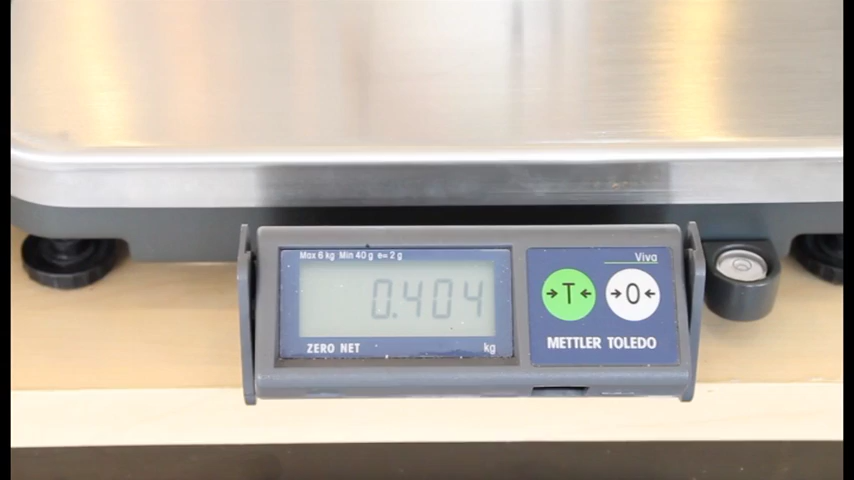 Max 6 kg Min 40 g e= 2 g
0.404
ZERO NET kg
Viva
→T← →0←
METTLER TOLEDO